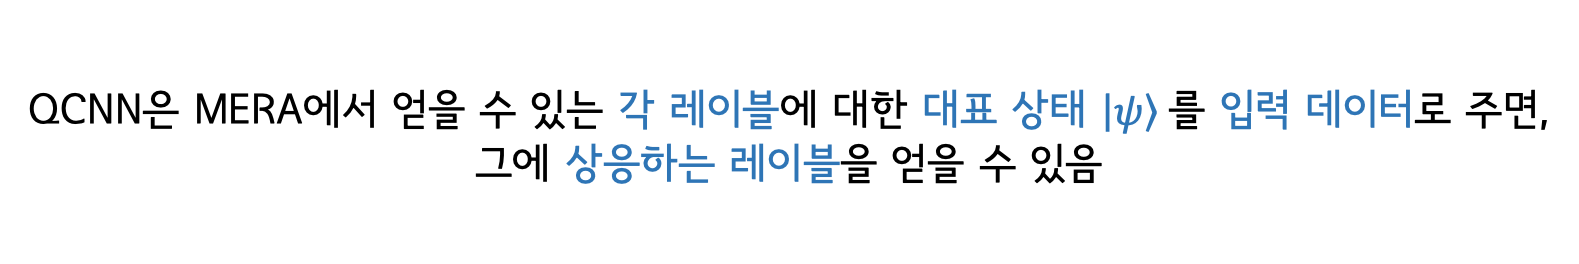 QCNN은 MERA에서 얻을 수 있는 각 레이블에 대한 대표 상태 |ψ⟩ 를 입력 데이터로 주면,
그에 상응하는 레이블을 얻을 수 있음